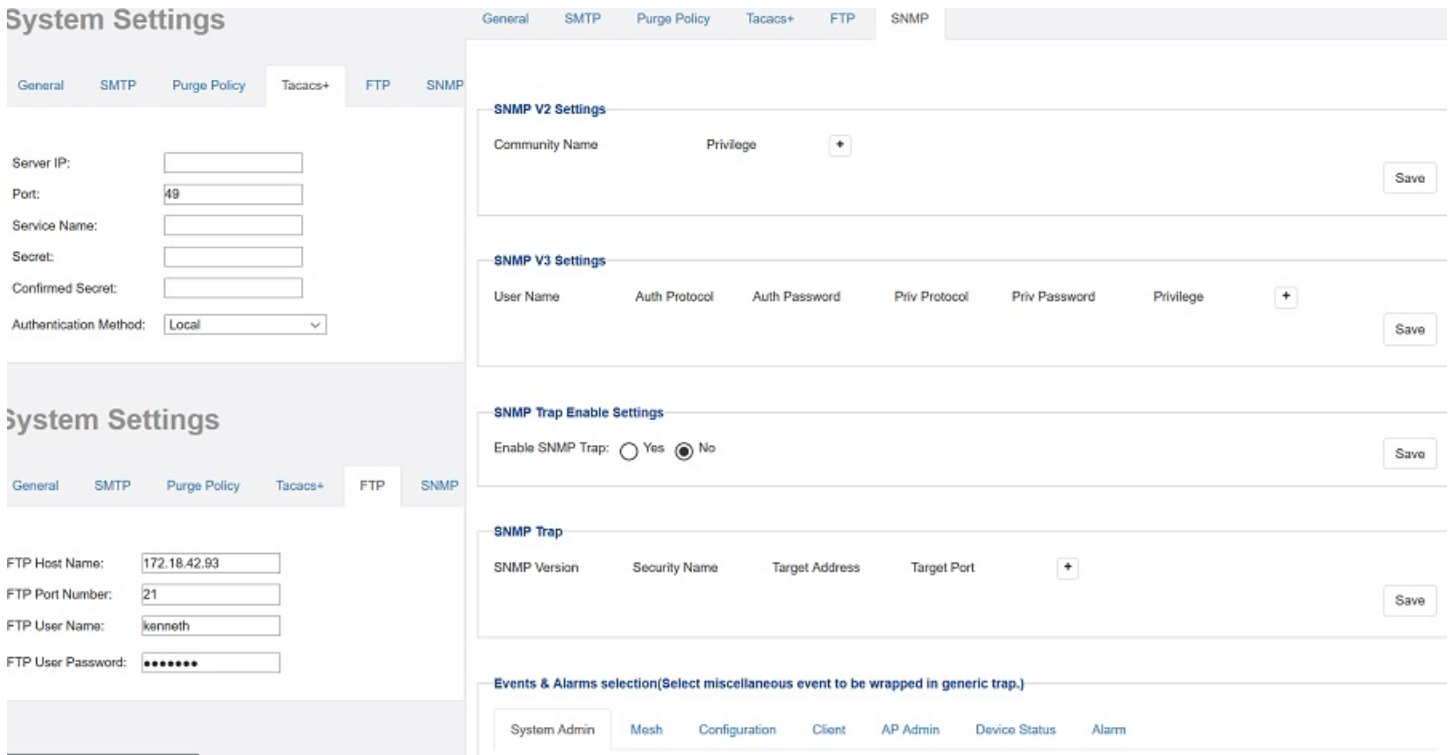 System Settings
General SMTP Purge Policy Tacacs+ FTP SNMP
Server IP:
Port: 49
Service Name:
Secret:
Confirmed Secret:
Authentication Method: Local
System Settings
General SMTP Purge Policy Tacacs+ FTP SNMP
FTP Host Name: 172.18.42.93
FTP Port Number: 21
FTP User Name: kenneth
FTP User Password: •••••••
General SMTP Purge Policy Tacacs+ FTP SNMP
SNMP V2 Settings
Community Name Privilege +
Save
SNMP V3 Settings
User Name Auth Protocol Auth Password Priv Protocol Priv Password Privilege +
Save
SNMP Trap Enable Settings
Enable SNMP Trap: Yes No
Save
SNMP Trap
SNMP Version Security Name Target Address Target Port +
Save
Events & Alarms selection(Select miscellaneous event to be wrapped in generic trap.)
System Admin Mesh Configuration Client AP Admin Device Status Alarm